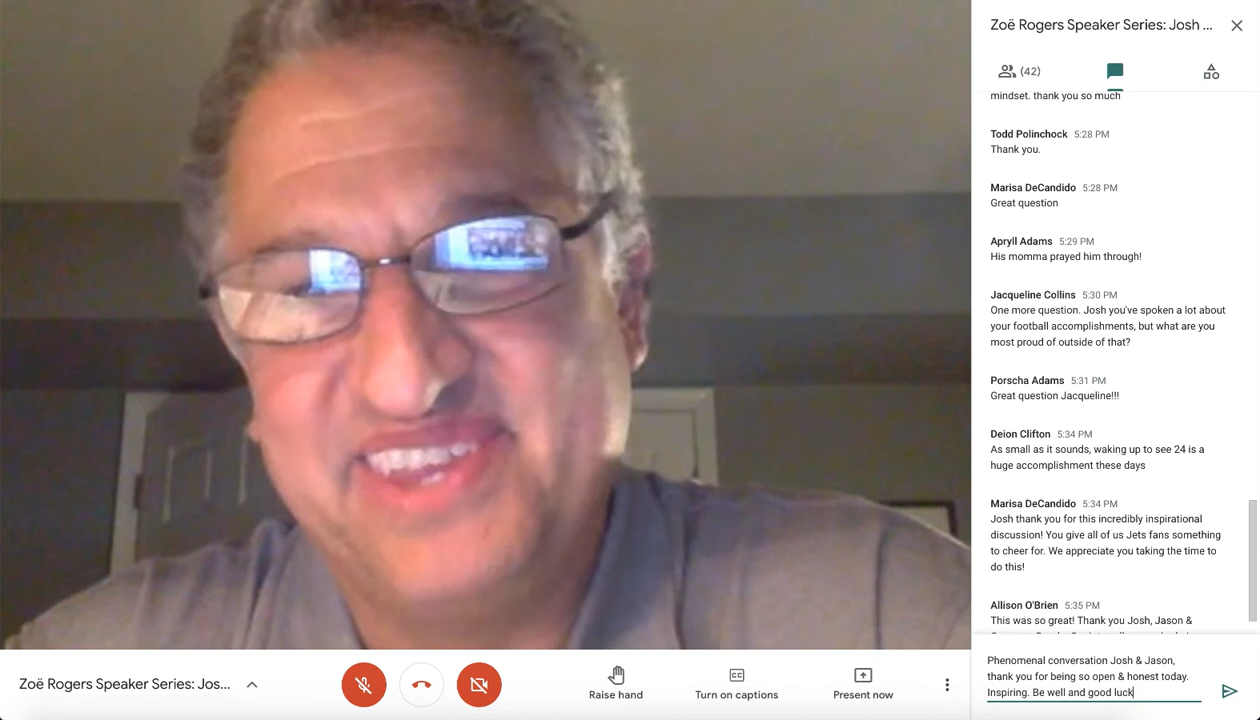 Zoë Rogers Speaker Series: Josh ...
(42)
mindset. thank you so much
Todd Polinchock 5:28 PM
Thank you.
Marisa DeCandido 5:28 PM
Great question
Apryll Adams 5:29 PM
His momma prayed him through!
Jacqueline Collins 5:30 PM
One more question. Josh you've spoken a lot about
your football accomplishments, but what are you
most proud of outside of that?
Porscha Adams 5:31 PM
Great question Jacqueline!!!
Deion Clifton 5:34 PM
As small as it sounds, waking up to see 24 is a
huge accomplishment these days
Marisa DeCandido 5:34 PM
Josh thank you for this incredibly inspirational
discussion! You give all of us Jets fans something
to cheer for. We appreciate you taking the time to
do this!
Allison O'Brien 5:35 PM
This was so great! Thank you Josh, Jason &
Phenomenal conversation Josh & Jason,
thank you for being so open & honest today.
Inspiring. Be well and good luck
Zoë Rogers Speaker Series: Jos...
Raise hand
Turn on captions
Present now